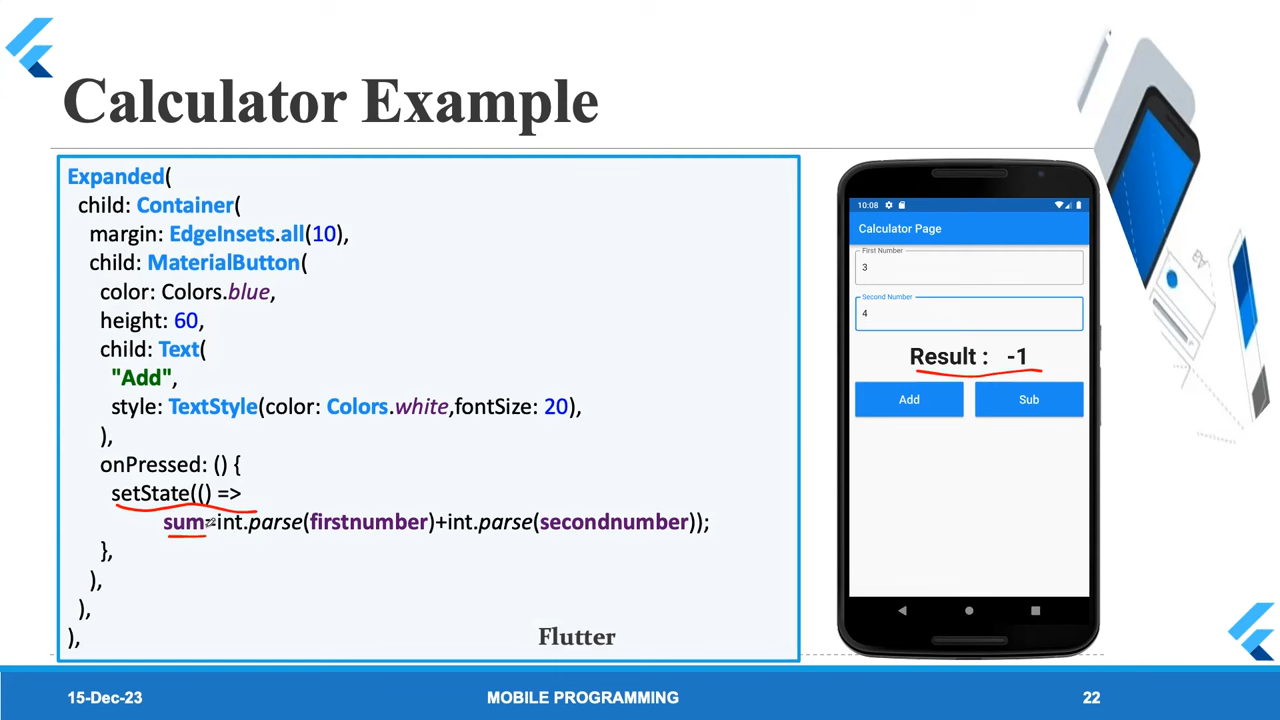 Calculator Example
Expanded(
child: Container(
margin: EdgeInsets.all(10),
child: MaterialButton(
color: Colors.blue,
height: 60,
child: Text(
"Add",
style: TextStyle(color: Colors.white,fontSize: 20),
),
onPressed: () {
setState(() =>
sum=int.parse(firstnumber)+int.parse(secondnumber));
},
),
),
),
Flutter
10:08
Calculator Page
First Number
3
Second Number
4
Result : -1
Add Sub
15-Dec-23 MOBILE PROGRAMMING 22